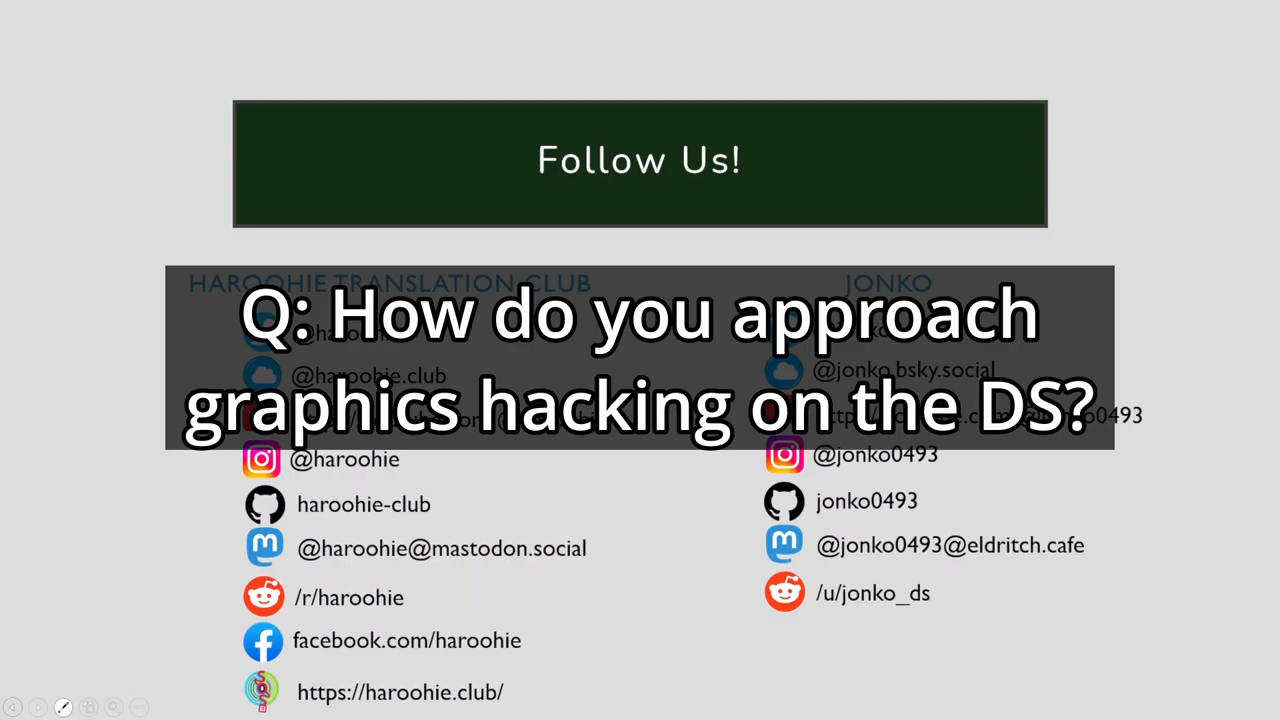 Follow Us!
HAROOHIE TRANSLATION CLUB
JONKO
Q: How do you approach
graphics hacking on the DS?
@haroohie.club
@jonko.bsky.social
@haroohie
@jonko0493
haroohie-club
jonko0493
@haroohie@mastodon.social
@jonko0493@eldritch.cafe
/r/haroohie
/u/jonko_ds
facebook.com/haroohie
https://haroohie.club/